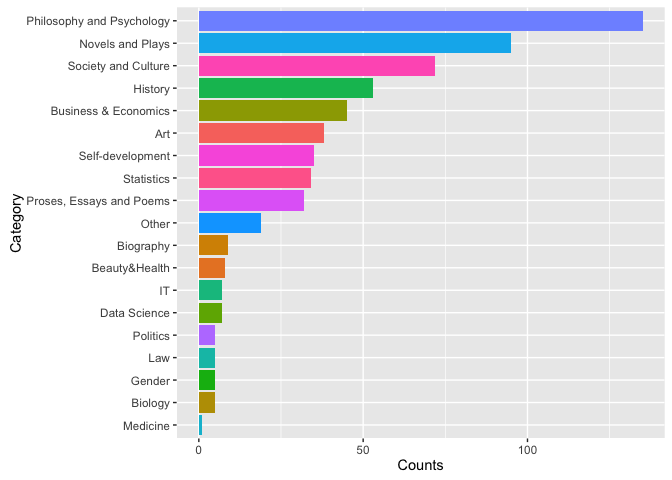 Philosophy and Psychology
Novels and Plays
Society and Culture
History
Business & Economics
Art
Self-development
Statistics
Proses, Essays and Poems
Other
Biography
Beauty&Health
IT
Data Science
Politics
Law
Gender
Biology
Medicine
Category
0 50 100
Counts